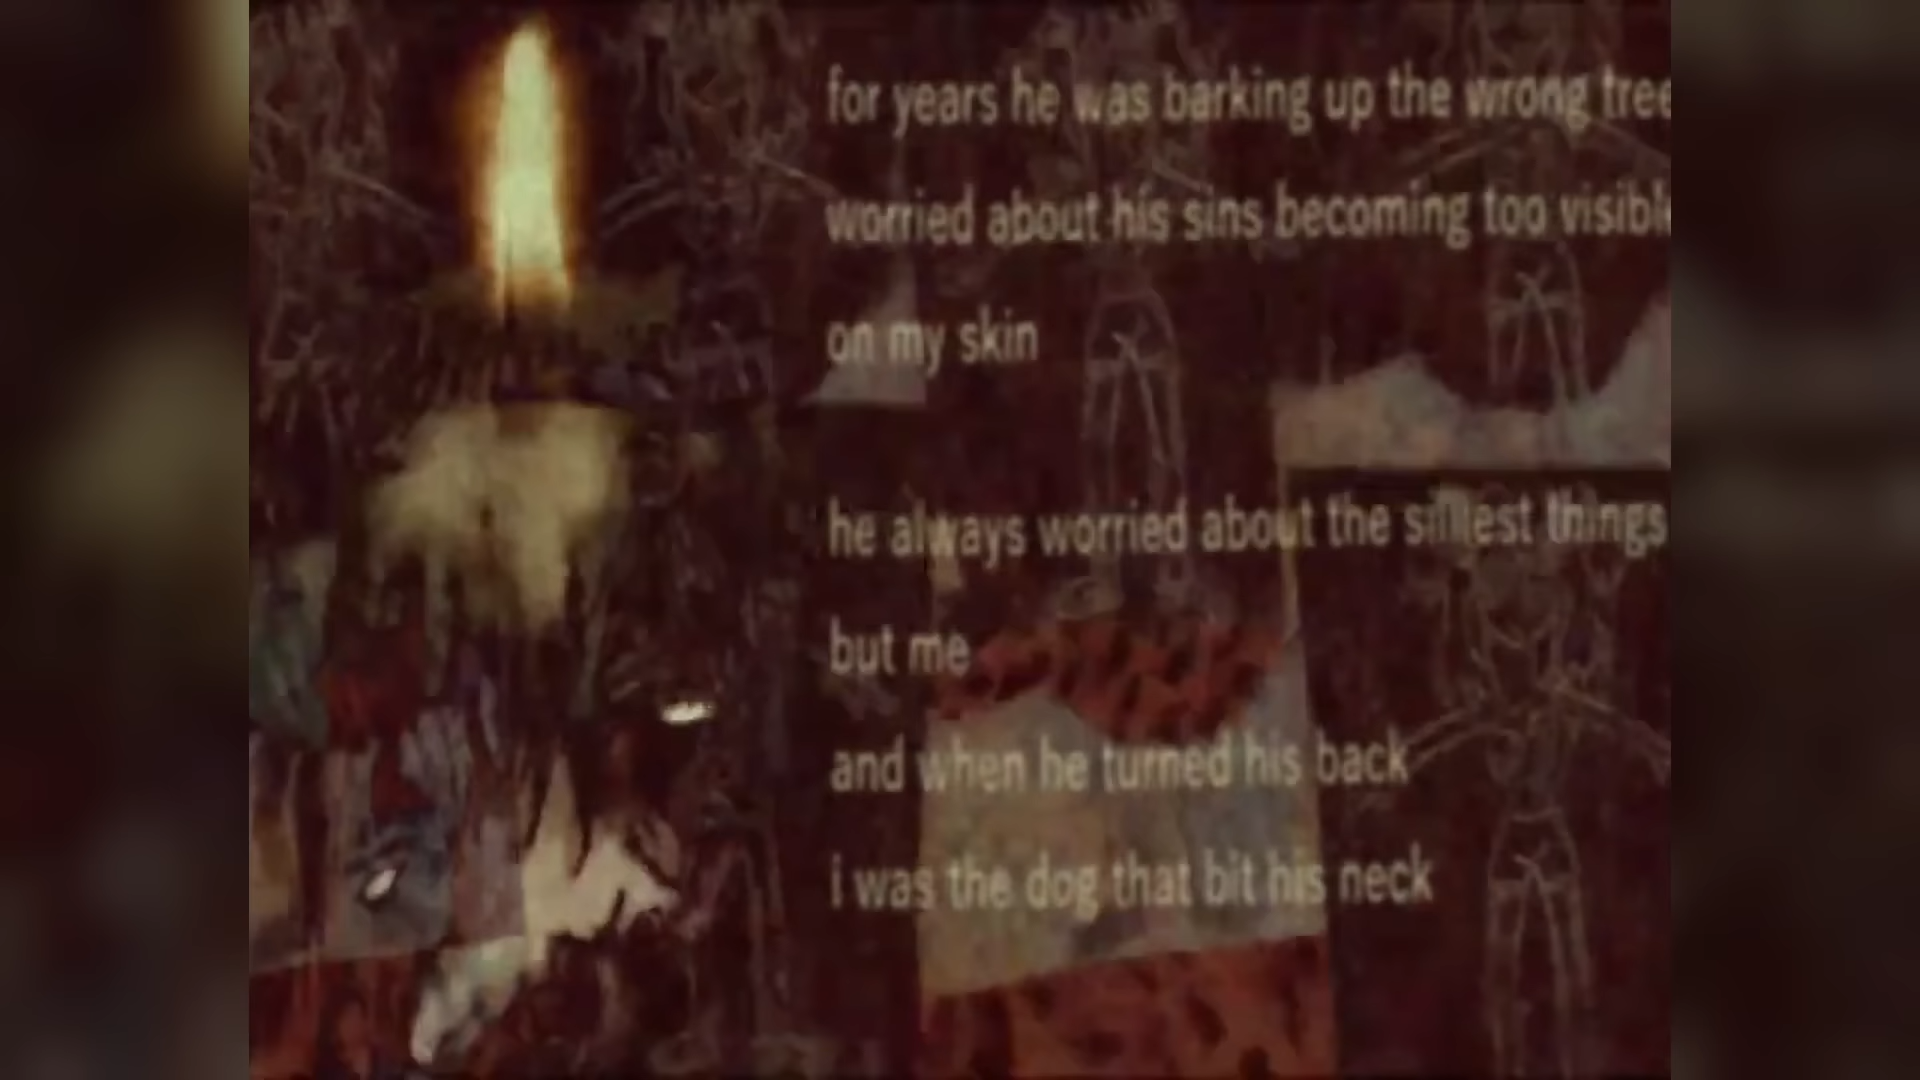 for years he was barking up the wrong tree
worried about his sins becoming too visible
on my skin
he always worried about the silliest things
but me
and when he turned his back
i was the dog that bit his neck